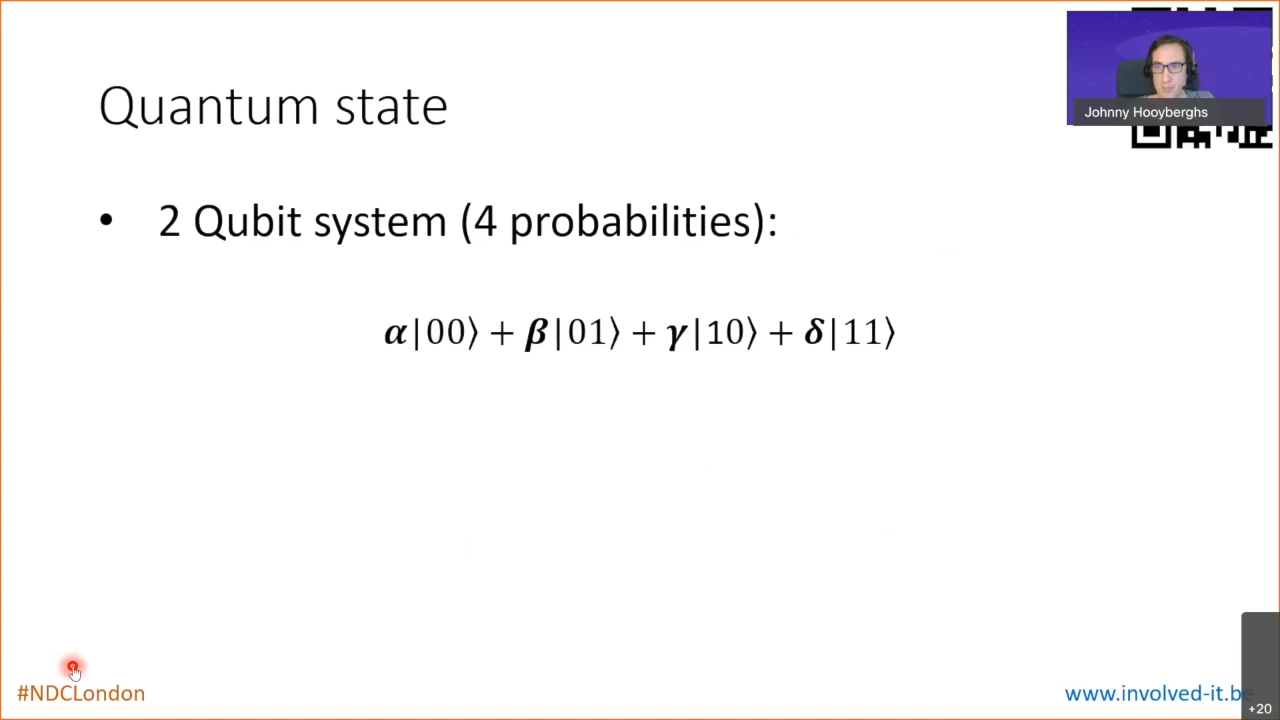 Quantum state
Johnny Hooyberghs
• 2 Qubit system (4 probabilities):
𝜶|00⟩ + 𝜷|01⟩ + 𝜸|10⟩ + 𝜹|11⟩
#NDCLondon
www.involved-it.be
+20